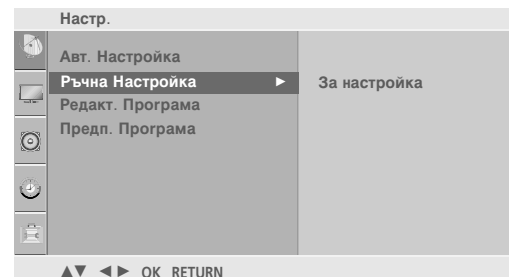 Настр.
Авт. Настройка
Ръчна Настройка ► За настройка
Редакт. Програма
Предп. Програма
▲▼ ◄► OK RETURN